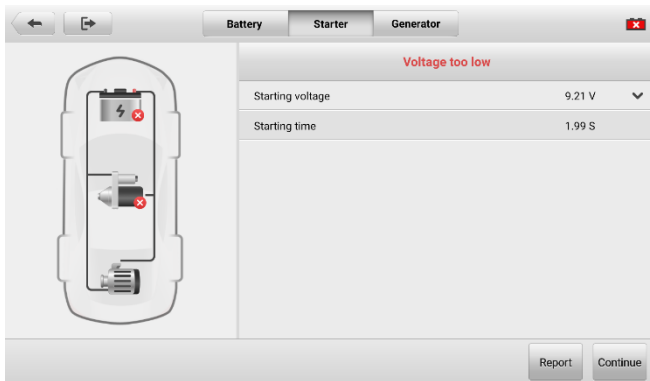 Battery Starter Generator
Voltage too low
Starting voltage 9.21 V
Starting time 1.99 S
Report Continue